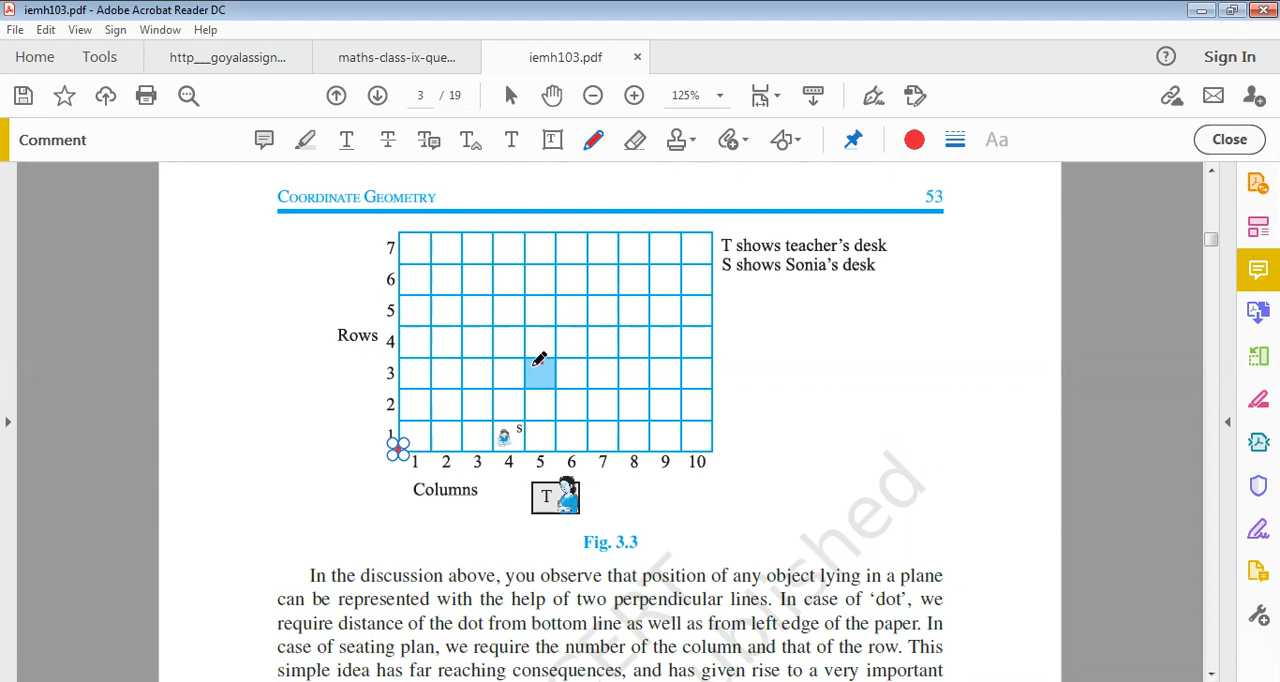 iemh103.pdf - Adobe Acrobat Reader DC
File Edit View Sign Window Help
Home Tools http___goyalassign... maths-class-ix-que... iemh103.pdf × ? Sign In
3 / 19 125%
Comment T T T T T Aa Close
COORDINATE GEOMETRY 53
7 T shows teacher's desk
S shows Sonia's desk
6
5
Rows 4
3
2
1 S
1 2 3 4 5 6 7 8 9 10
Columns T
Fig. 3.3
In the discussion above, you observe that position of any object lying in a plane
can be represented with the help of two perpendicular lines. In case of ‘dot’, we
require distance of the dot from bottom line as well as from left edge of the paper. In
case of seating plan, we require the number of the column and that of the row. This
simple idea has far reaching consequences, and has given rise to a very important